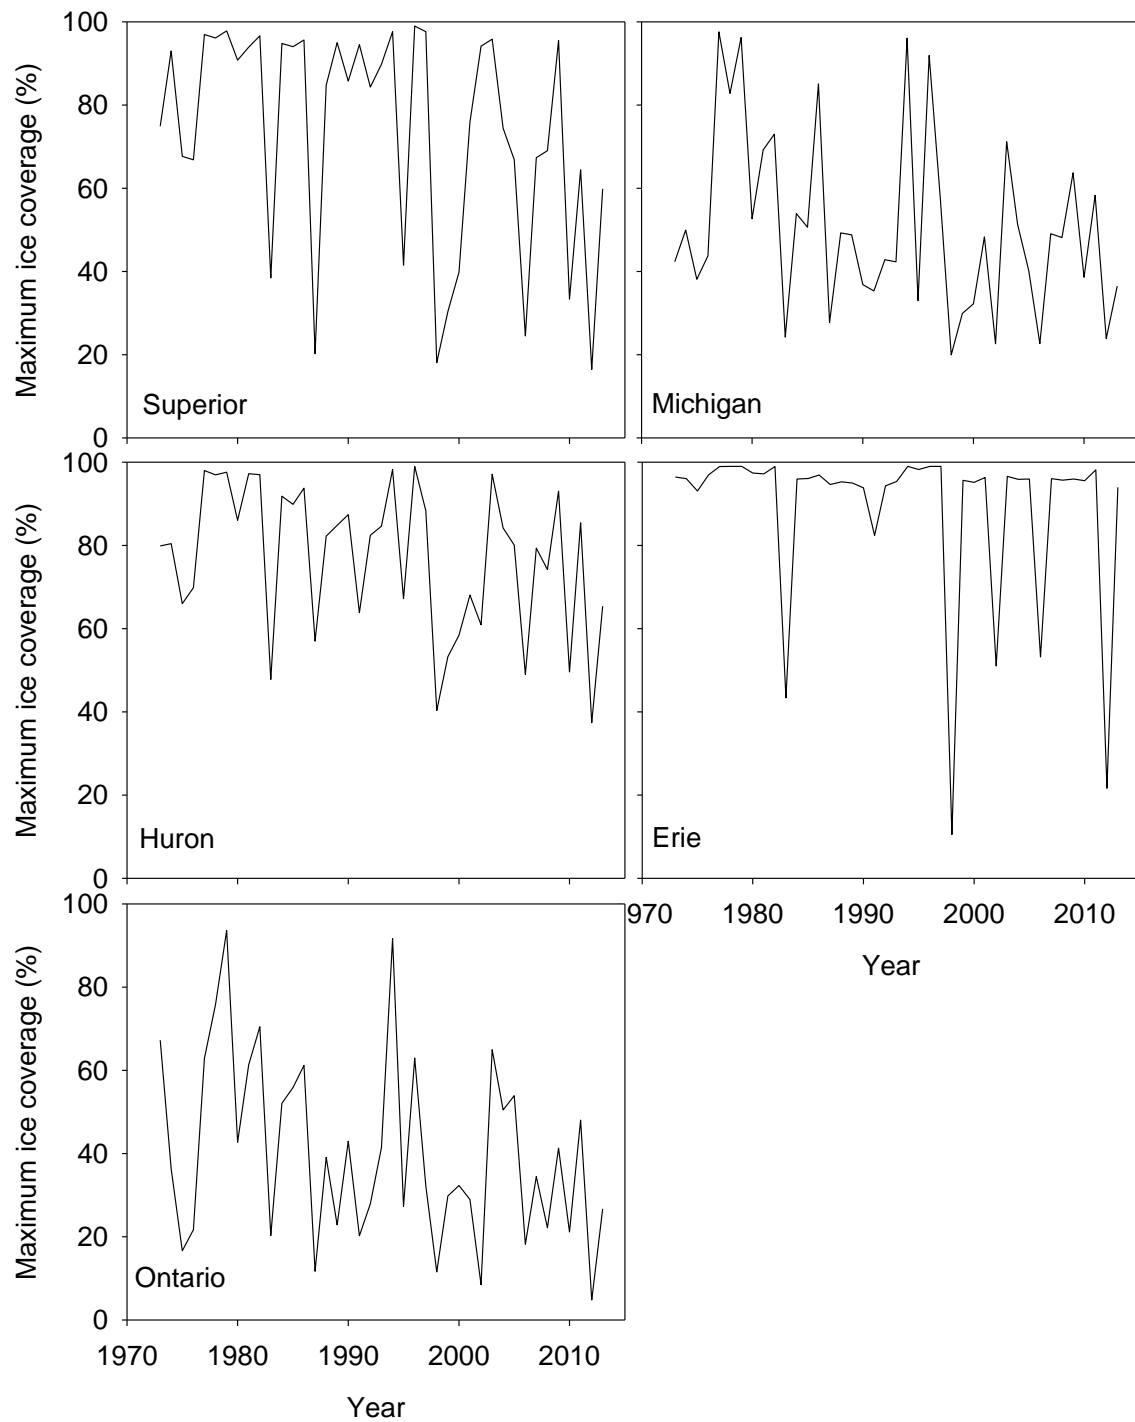 100
80
60
40
20
0
Maximum ice coverage (%)
Superior
Michigan
100
80
60
40
20
0
Maximum ice coverage (%)
Huron
Erie
970 1980 1990 2000 2010
Year
100
80
60
40
20
0
Maximum ice coverage (%)
Ontario
1970 1980 1990 2000 2010
Year